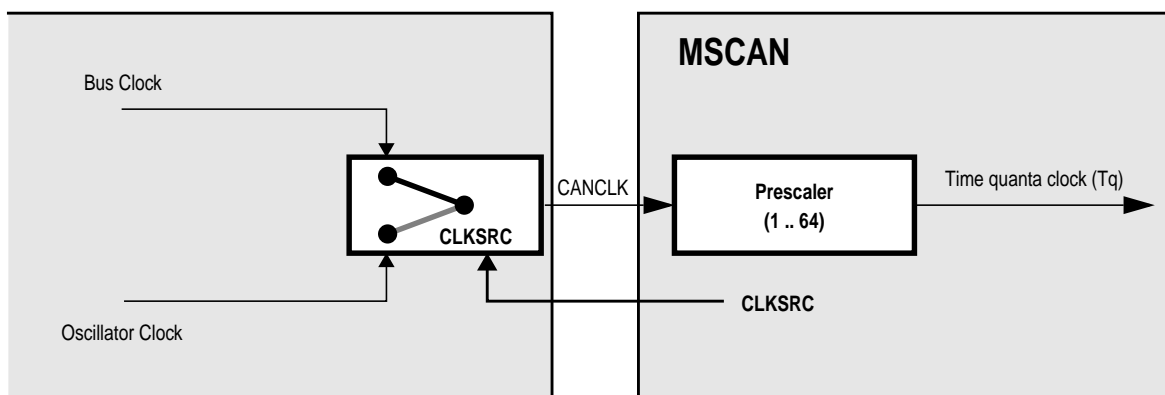 MSCAN
Bus Clock
CANCLK
Prescaler
(1 .. 64)
Time quanta clock (Tq)
CLKSRC
CLKSRC
Oscillator Clock